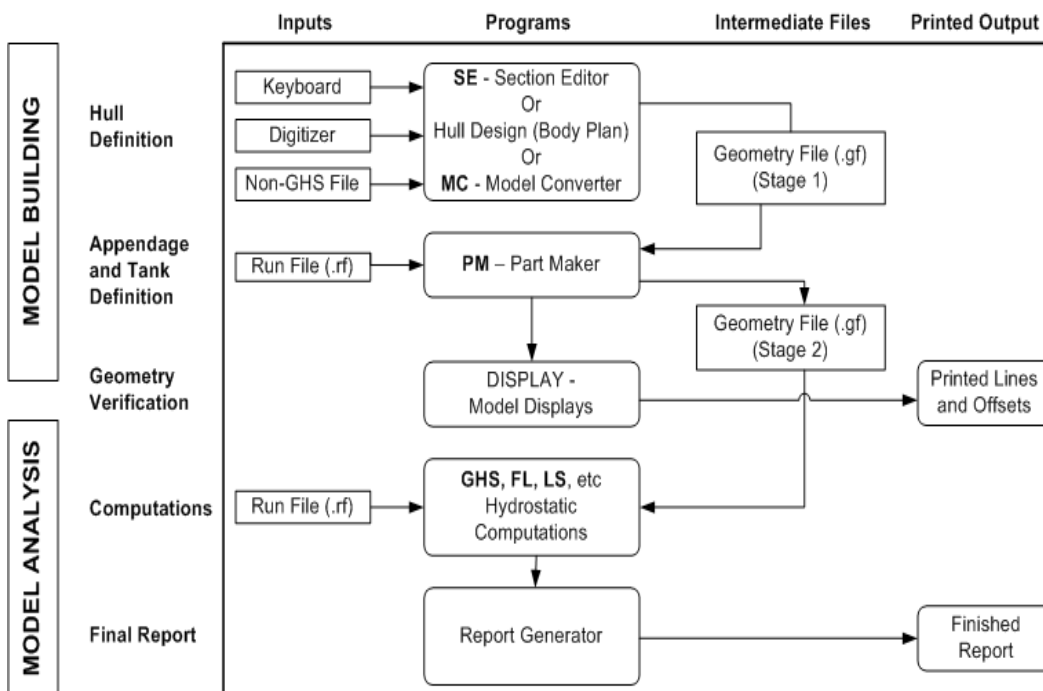 Inputs
Programs
Intermediate Files
Printed Output
MODEL BUILDING
Hull
Definition
Keyboard
Digitizer
Non-GHS File
SE - Section Editor
Or
Hull Design (Body Plan)
Or
MC - Model Converter
Geometry File (.gf)
(Stage 1)
Appendage
and Tank
Definition
Run File (.rf)
PM – Part Maker
Geometry File (.gf)
(Stage 2)
Geometry
Verification
DISPLAY -
Model Displays
Printed Lines
and Offsets
MODEL ANALYSIS
Computations
Run File (.rf)
GHS, FL, LS, etc
Hydrostatic
Computations
Final Report
Report Generator
Finished
Report